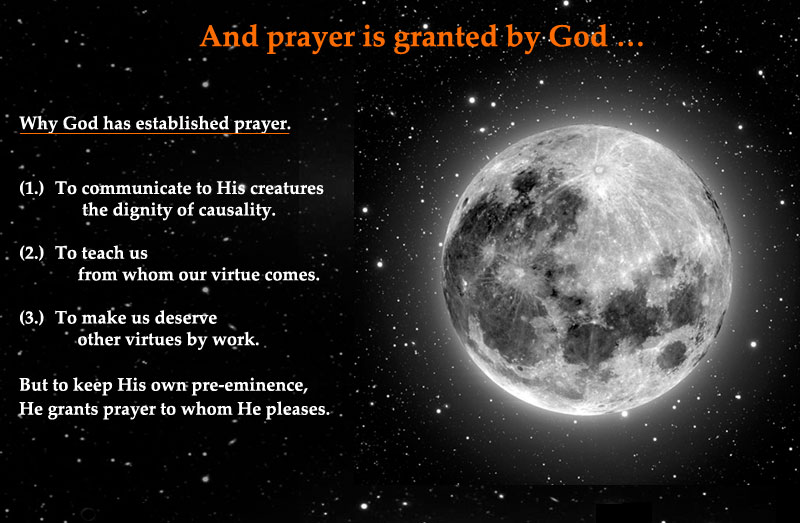 And prayer is granted by God …
Why God has established prayer.
(1.) To communicate to His creatures
the dignity of causality.
(2.) To teach us
from whom our virtue comes.
(3.) To make us deserve
other virtues by work.
But to keep His own pre-eminence,
He grants prayer to whom He pleases.